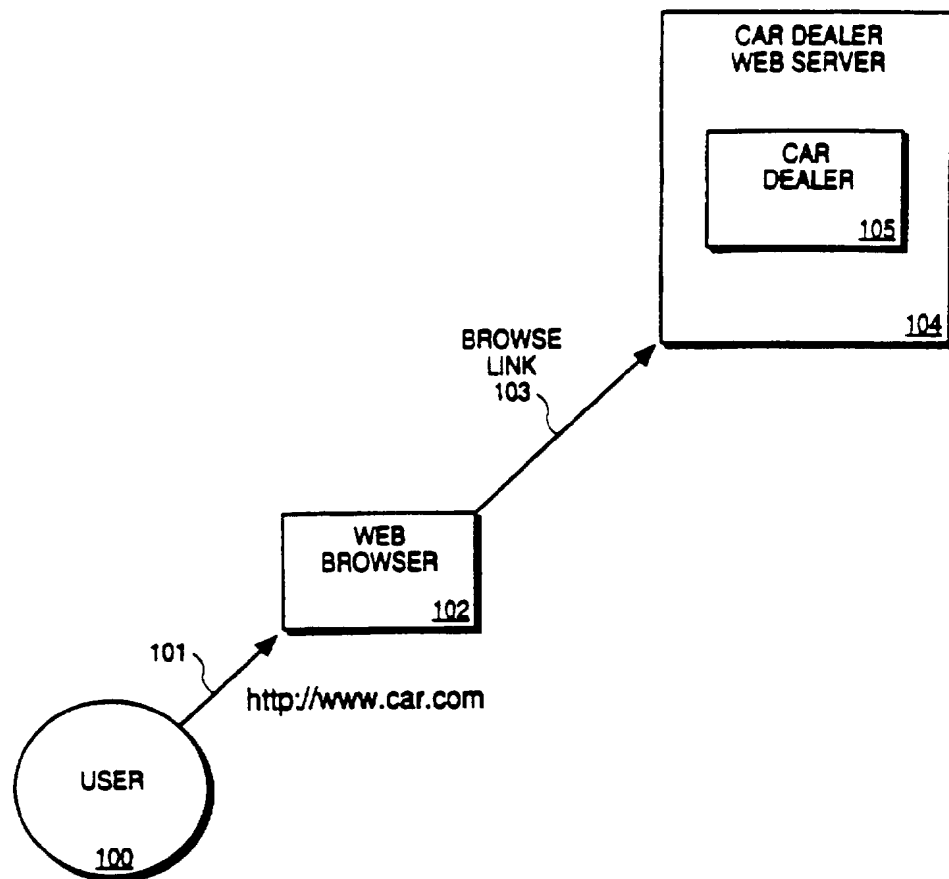 CAR DEALER
WEB SERVER
CAR
DEALER
105
104
BROWSE
LINK
103
WEB
BROWSER
102
101
http://www.car.com
USER
100